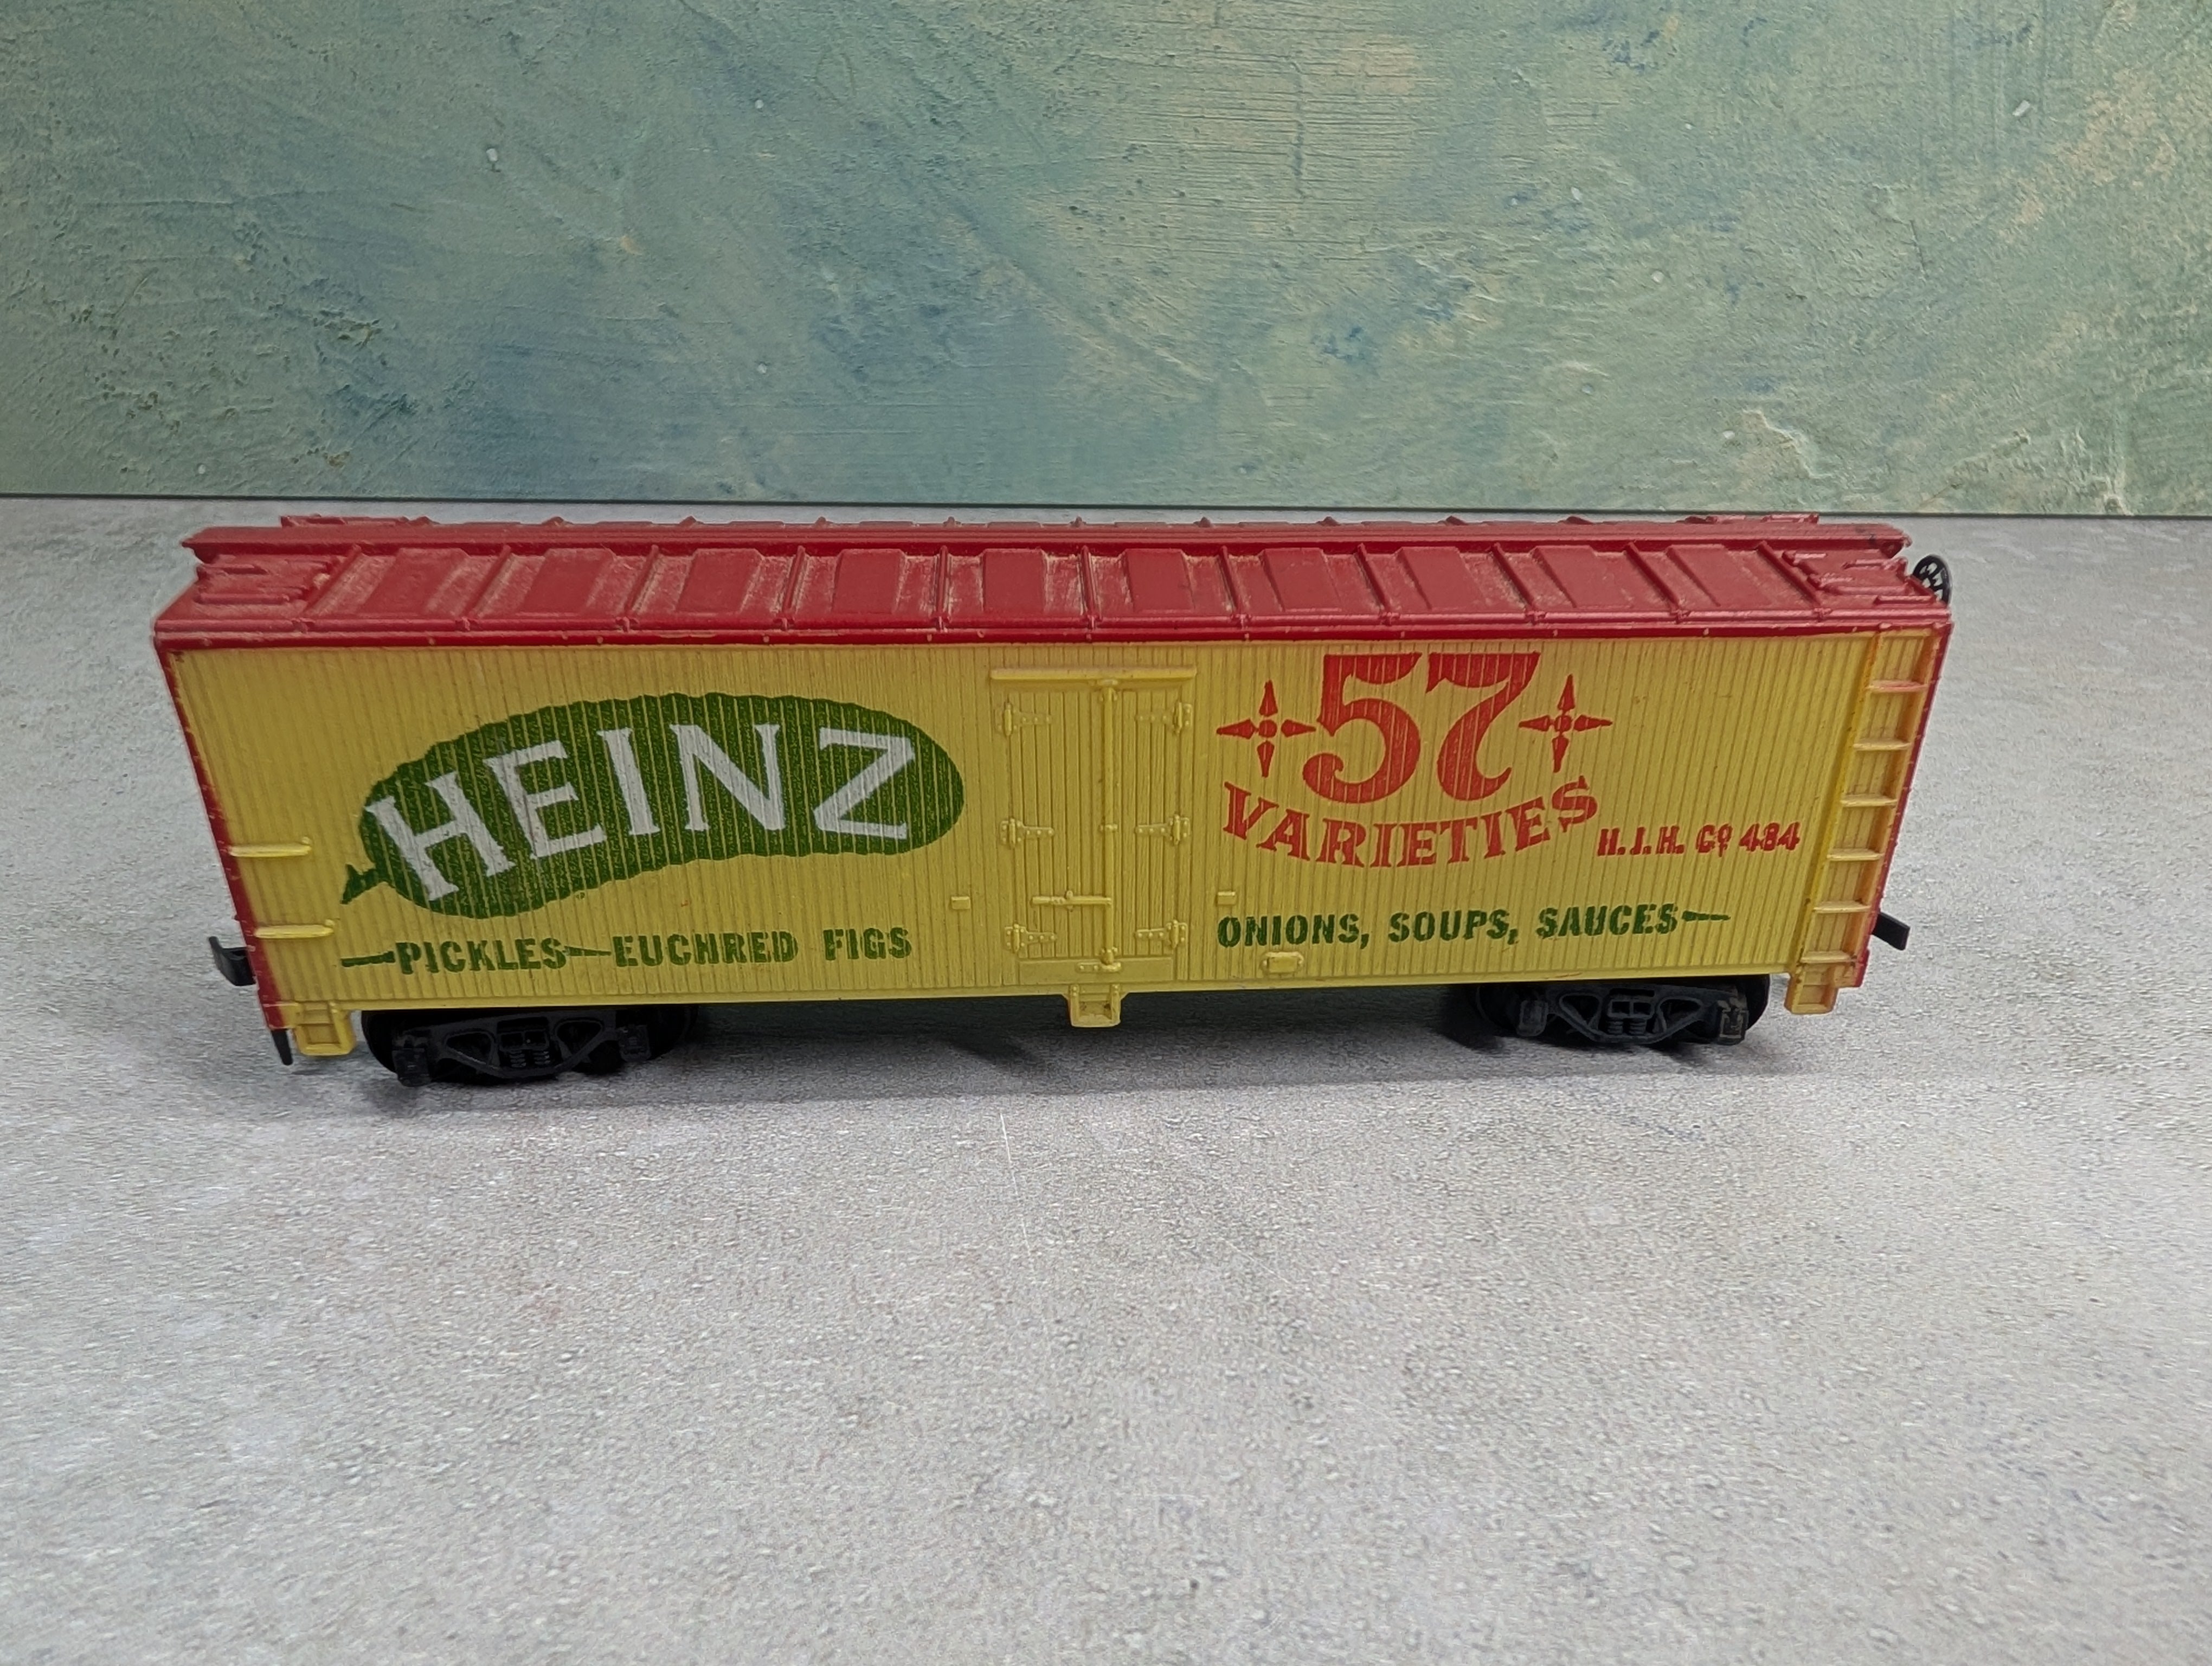 HEINZ
—PICKLES—EUCHRED FIGS
57
VARIETIES
H.J.H. Co 484
ONIONS, SOUPS, SAUCES—